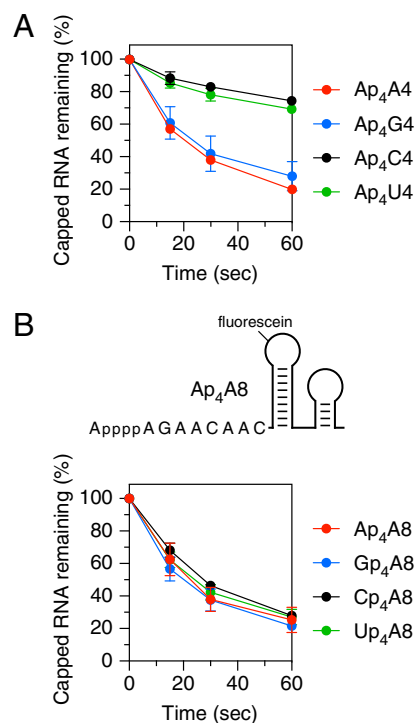 A
Capped RNA remaining (%)
100
80
60
40
20
0
0 20 40 60
Time (sec)
Ap₄A4
Ap₄G4
Ap₄C4
Ap₄U4
B
fluorescein
Ap₄A8
AppppAGAACAAC
Capped RNA remaining (%)
100
80
60
40
20
0
0 20 40 60
Time (sec)
Ap₄A8
Gp₄A8
Cp₄A8
Up₄A8